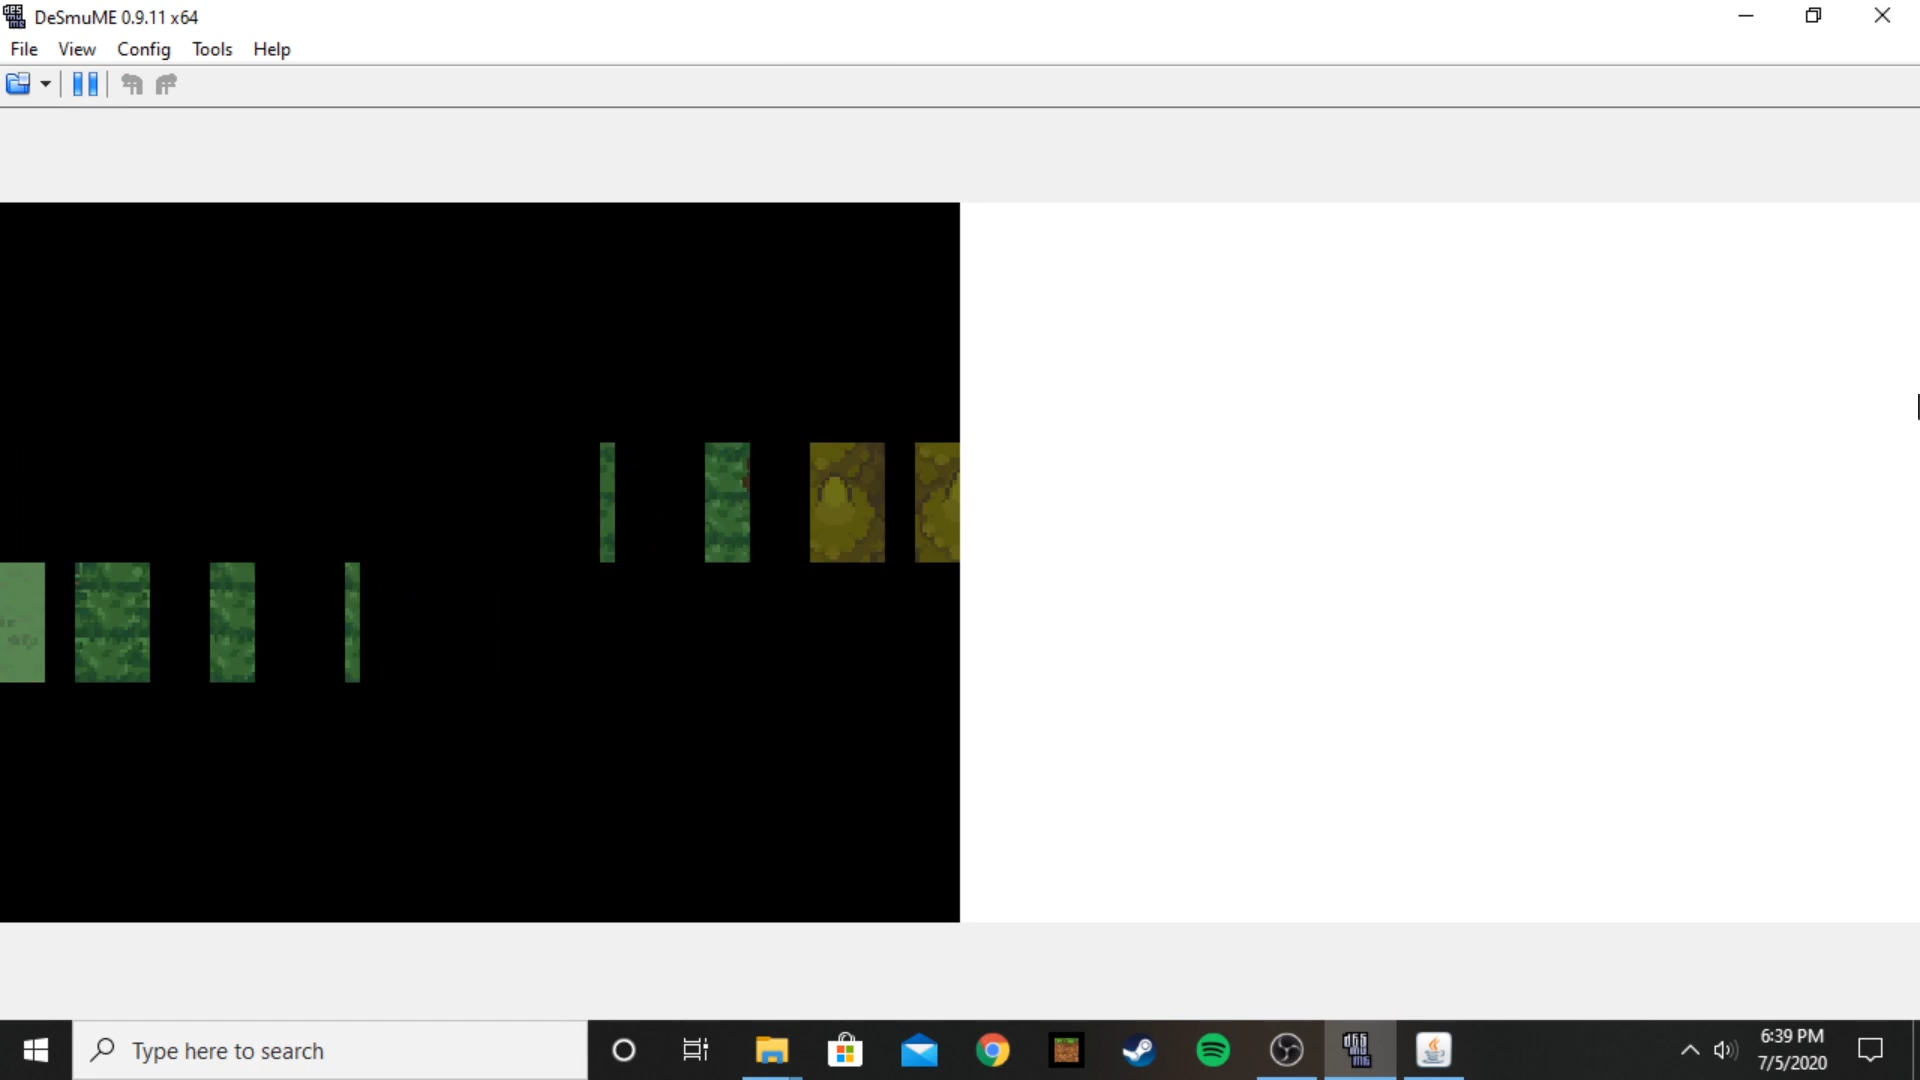 DeSmuME 0.9.11 x64
File View Config Tools Help
Type here to search
6:39 PM
7/5/2020